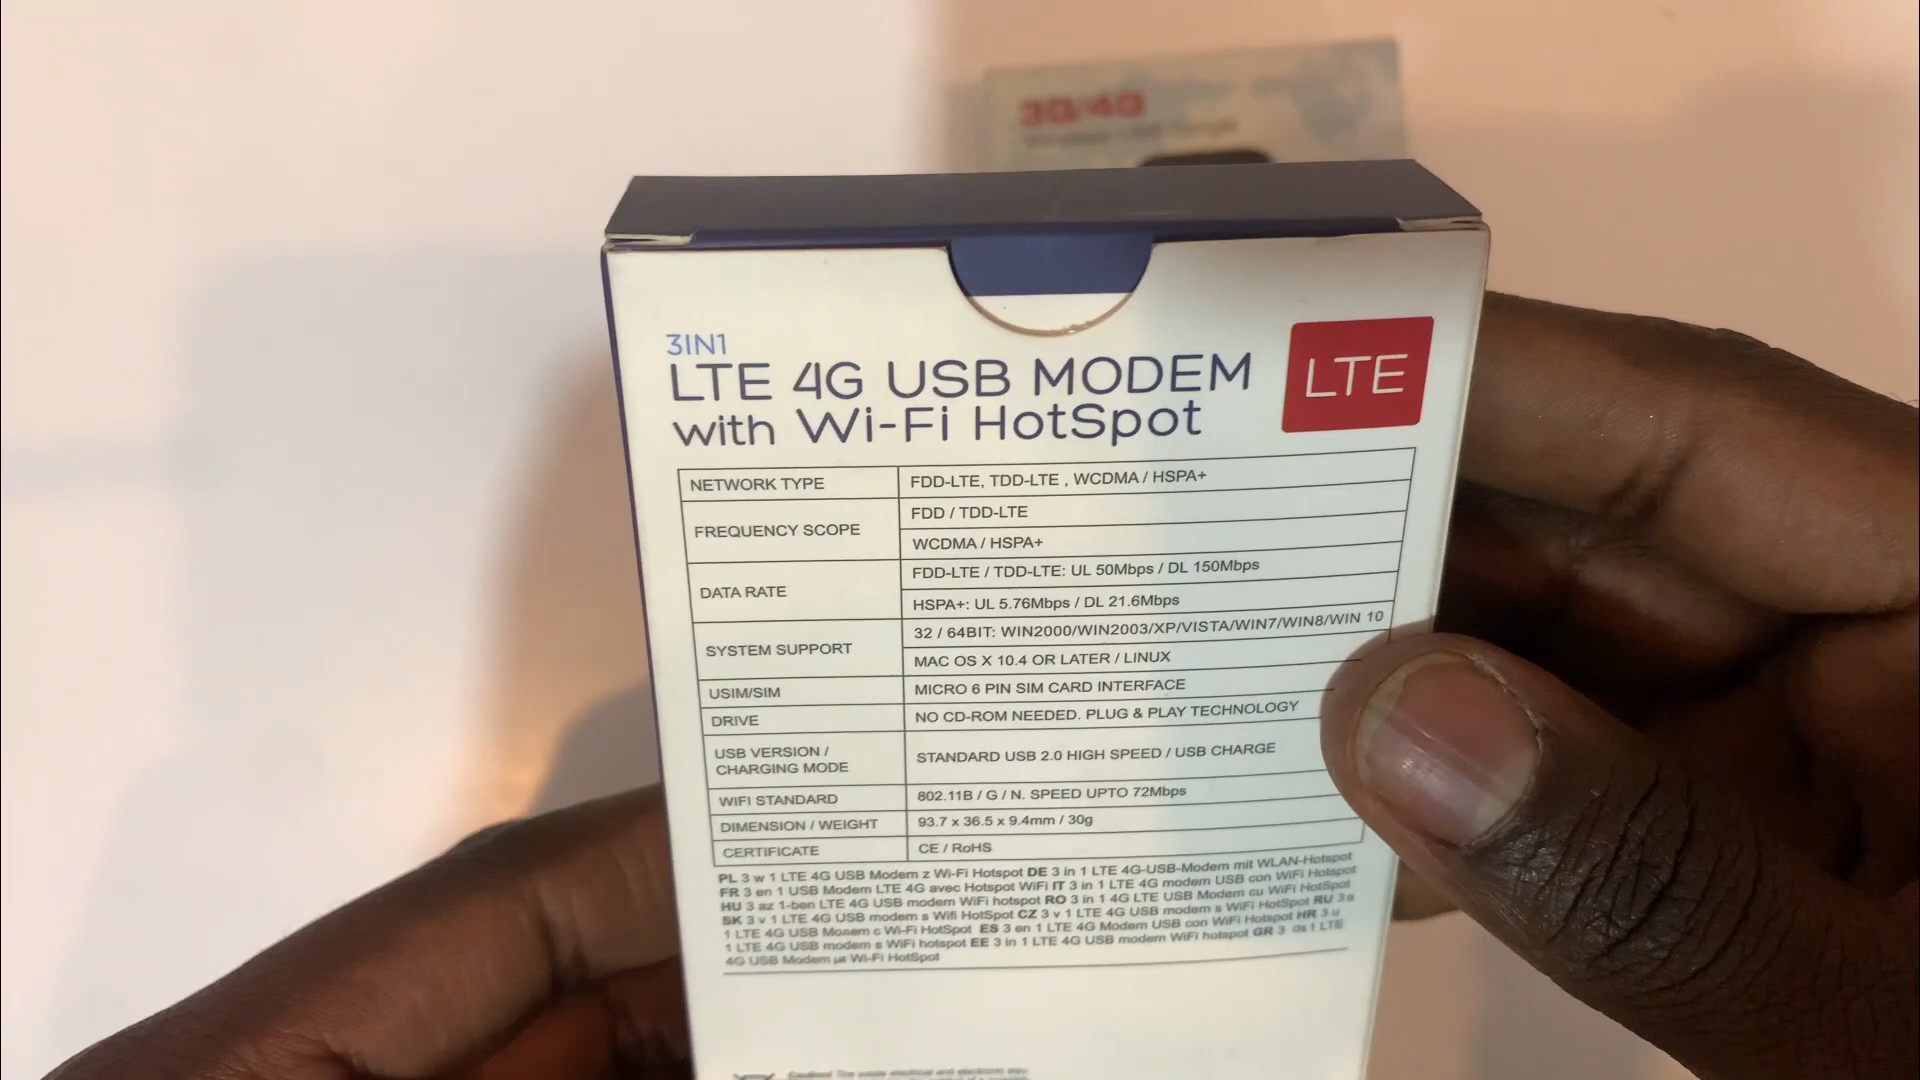 3G/4G
3IN1
LTE 4G USB MODEM
with Wi-Fi HotSpot
LTE
NETWORK TYPE FDD-LTE, TDD-LTE , WCDMA / HSPA+
FREQUENCY SCOPE FDD / TDD-LTE
WCDMA / HSPA+
DATA RATE FDD-LTE / TDD-LTE: UL 50Mbps / DL 150Mbps
HSPA+: UL 5.76Mbps / DL 21.6Mbps
SYSTEM SUPPORT 32 / 64BIT: WIN2000/WIN2003/XP/VISTA/WIN7/WIN8/WIN 10
MAC OS X 10.4 OR LATER / LINUX
USIM/SIM MICRO 6 PIN SIM CARD INTERFACE
DRIVE NO CD-ROM NEEDED. PLUG & PLAY TECHNOLOGY
USB VERSION /
CHARGING MODE STANDARD USB 2.0 HIGH SPEED / USB CHARGE
WIFI STANDARD 802.11B / G / N. SPEED UPTO 72Mbps
DIMENSION / WEIGHT 93.7 x 36.5 x 9.4mm / 30g
CERTIFICATE CE / RoHS
PL 3 w 1 LTE 4G USB Modem z Wi-Fi Hotspot DE 3 in 1 LTE 4G-USB-Modem mit WLAN-Hotspot
FR 3 en 1 USB Modem LTE 4G avec Hotspot WiFi IT 3 in 1 LTE 4G modem USB con WiFi Hotspot
HU 3 az 1-ben LTE 4G USB modem WiFi hotspot RO 3 in 1 4G LTE USB Modem cu WiFi HotSpot
SK 3 v 1 LTE 4G USB modem s Wifi HotSpot CZ 3 v 1 LTE 4G USB modem s WiFi HotSpot RU 3в
1 LTE 4G USB Модем с Wi-Fi HotSpot ES 3 en 1 LTE 4G Modem USB con WiFi Hotspot HR 3 u
1 LTE 4G USB modem s WiFi hotspot EE 3 in 1 LTE 4G USB modem WiFi hotspot GR 3 σε 1 LTE
4G USB Modem με Wi-Fi HotSpot